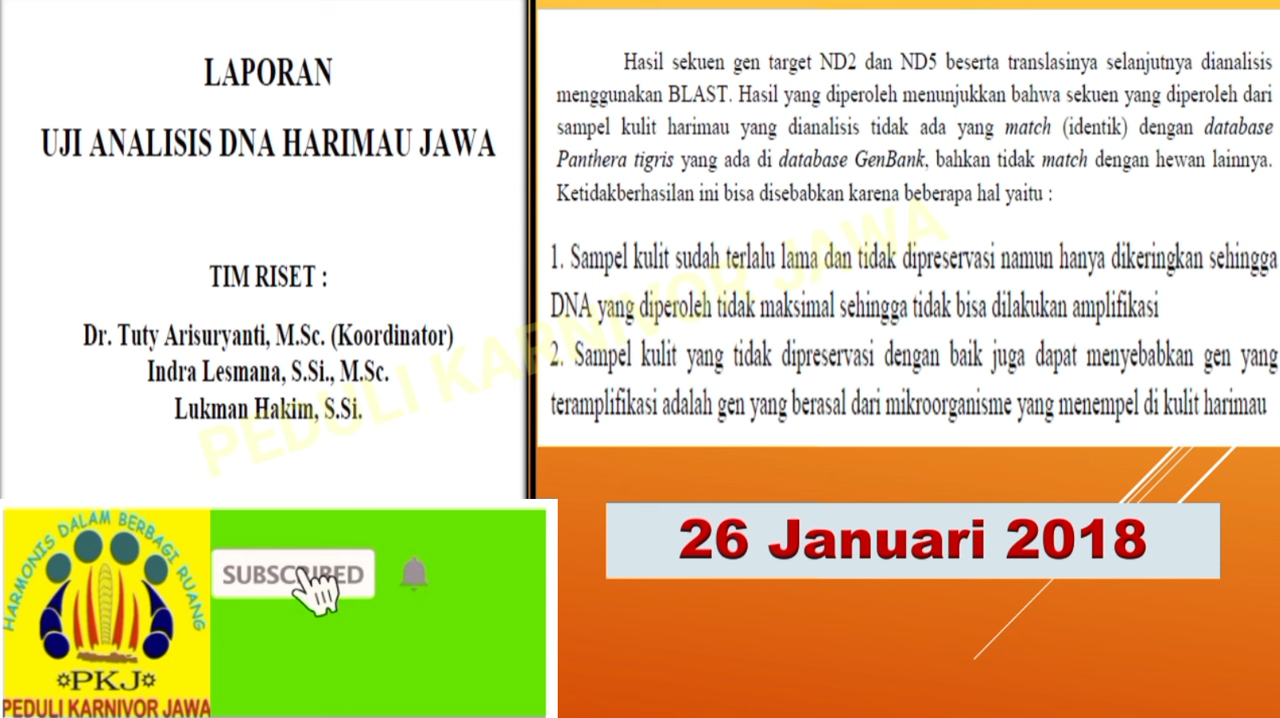 LAPORAN
UJI ANALISIS DNA HARIMAU JAWA
TIM RISET :
Dr. Tuty Arisuryanti, M.Sc. (Koordinator)
Indra Lesmana, S.Si., M.Sc.
Lukman Hakim, S.Si.
Hasil sekuen gen target ND2 dan ND5 beserta translasinya selanjutnya dianalisis
menggunakan BLAST. Hasil yang diperoleh menunjukkan bahwa sekuen yang diperoleh dari
sampel kulit harimau yang dianalisis tidak ada yang match (identik) dengan database
Panthera tigris yang ada di database GenBank, bahkan tidak match dengan hewan lainnya.
Ketidakberhasilan ini bisa disebabkan karena beberapa hal yaitu :
1. Sampel kulit sudah terlalu lama dan tidak dipreservasi namun hanya dikeringkan sehingga
DNA yang diperoleh tidak maksimal sehingga tidak bisa dilakukan amplifikasi
2. Sampel kulit yang tidak dipreservasi dengan baik juga dapat menyebabkan gen yang
teramplifikasi adalah gen yang berasal dari mikroorganisme yang menempel di kulit harimau
PEDULI KARNIVOR JAWA
26 Januari 2018
HARMONIS DALAM BERBAGI RUANG
PKJ
PEDULI KARNIVOR JAWA
SUBSCRIBED